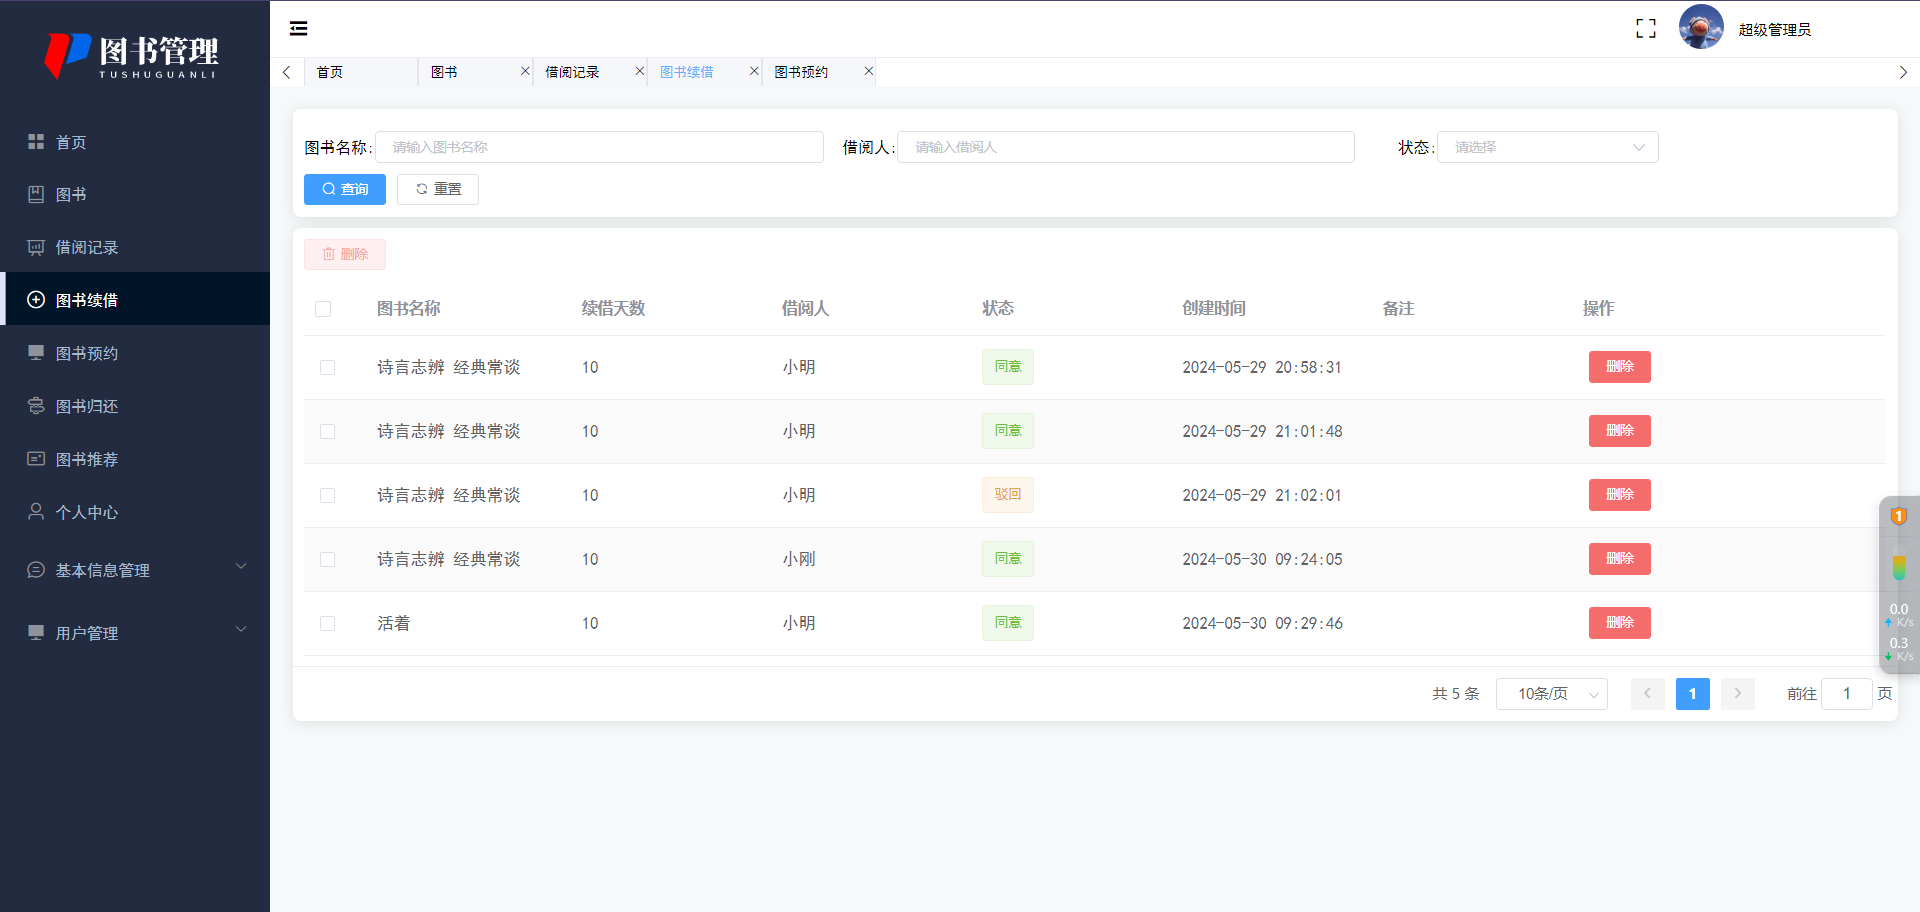 图书管理
TUSHUGUANLI
首页
图书
借阅记录
图书续借
图书预约
图书归还
图书推荐
个人中心
基本信息管理
用户管理
超级管理员
首页 图书 借阅记录 图书续借 图书预约
图书名称: 请输入图书名称 借阅人: 请输入借阅人 状态: 请选择
查询 重置
删除
图书名称 续借天数 借阅人 状态 创建时间 备注 操作
诗言志辨 经典常谈 10 小明 同意 2024-05-29 20:58:31 删除
诗言志辨 经典常谈 10 小明 同意 2024-05-29 21:01:48 删除
诗言志辨 经典常谈 10 小明 驳回 2024-05-29 21:02:01 删除
诗言志辨 经典常谈 10 小刚 同意 2024-05-30 09:24:05 删除
活着 10 小明 同意 2024-05-30 09:29:46 删除
共 5 条 10条/页 1 前往 1 页
1
0.0
K/s
0.3
K/s